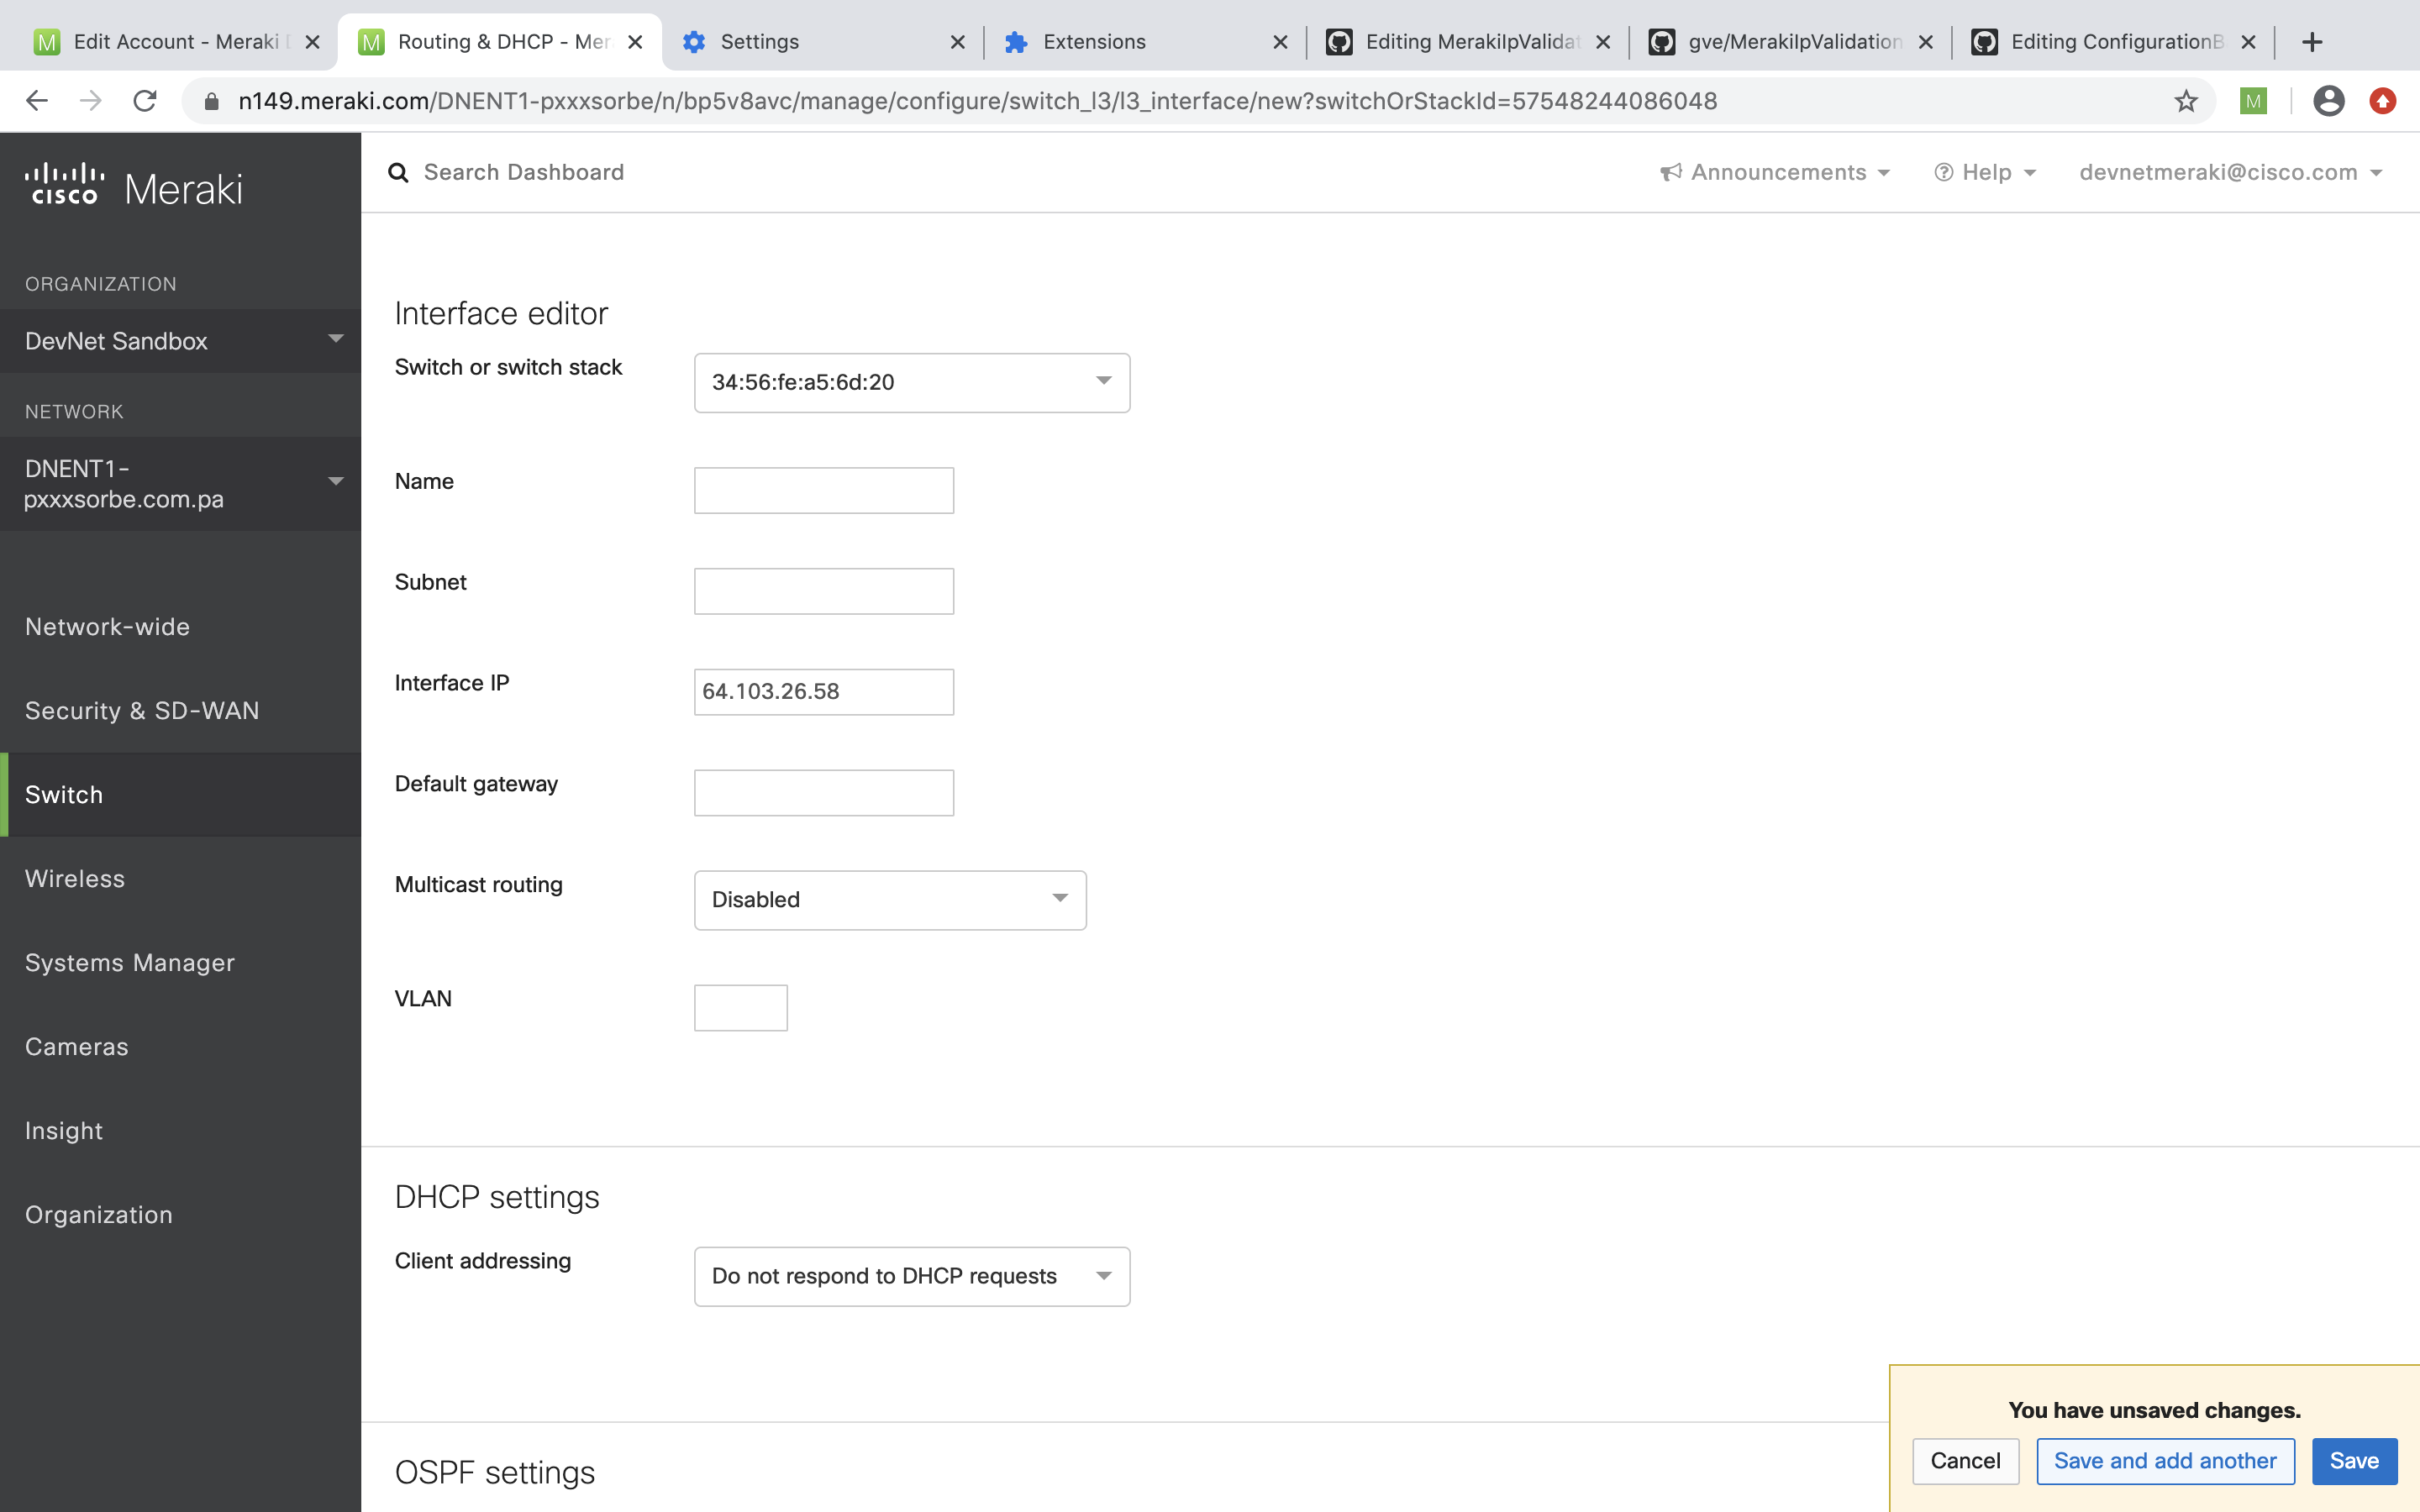 Edit Account - Meraki
Routing & DHCP - Mer
Settings
Extensions
Editing MerakiIpValidat
gve/MerakiIpValidation
Editing ConfigurationB
n149.meraki.com/DNENT1-pxxxsorbe/n/bp5v8avc/manage/configure/switch_l3/l3_interface/new?switchOrStackId=57548244086048
M
cisco Meraki
Search Dashboard
Announcements
Help
devnetmeraki@cisco.com
ORGANIZATION
DevNet Sandbox
NETWORK
DNENT1-
pxxxsorbe.com.pa
Network-wide
Security & SD-WAN
Switch
Wireless
Systems Manager
Cameras
Insight
Organization
Interface editor
Switch or switch stack
34:56:fe:a5:6d:20
Name
Subnet
Interface IP
64.103.26.58
Default gateway
Multicast routing
Disabled
VLAN
DHCP settings
Client addressing
Do not respond to DHCP requests
OSPF settings
You have unsaved changes.
Cancel
Save and add another
Save